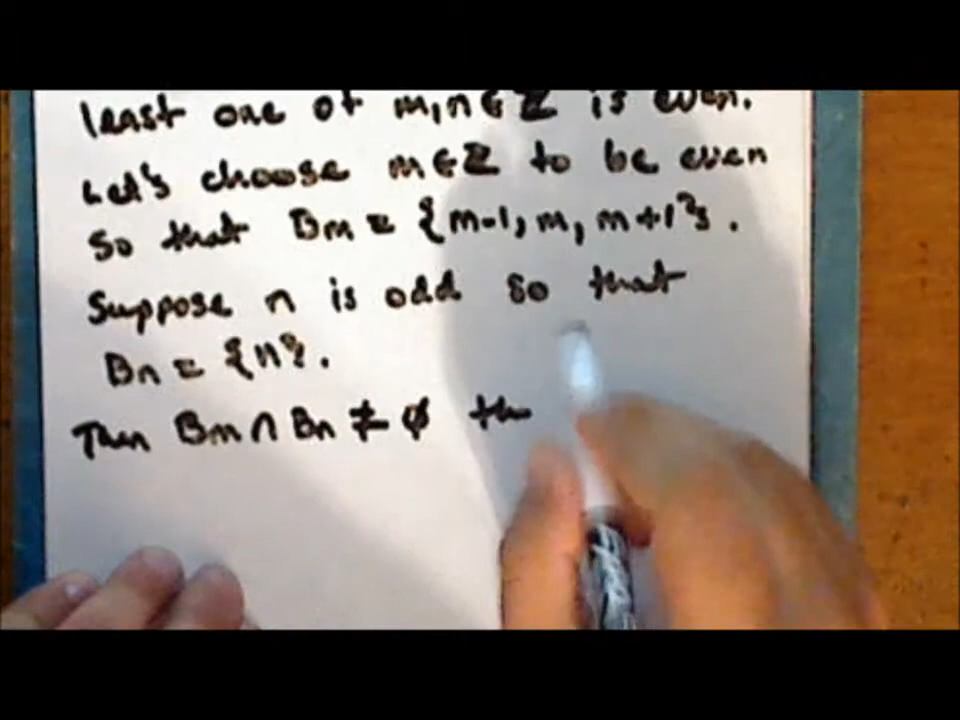 least one of m,n∈ℤ is even.
Let's choose m∈ℤ to be even
so that Bm = {m-1, m, m+1}.
Suppose n is odd so that
Bn = {n}.
Then Bm ∩ Bn ≠ ∅ the